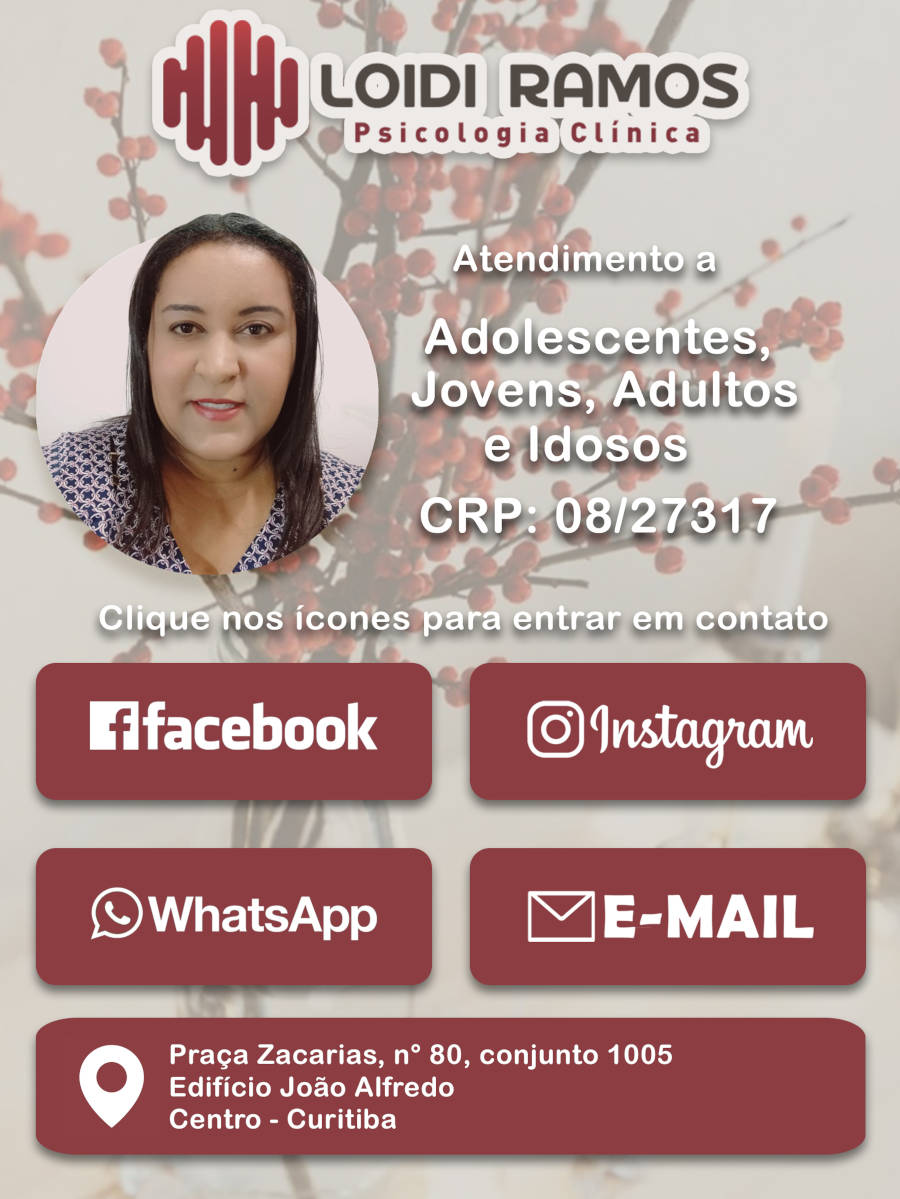 LOIDI RAMOS
Psicologia Clínica
Atendimento a
Adolescentes,
Jovens, Adultos
e Idosos
CRP: 08/27317
Clique nos ícones para entrar em contato
facebook
Instagram
WhatsApp
E-MAIL
Praça Zacarias, n° 80, conjunto 1005
Edifício João Alfredo
Centro - Curitiba